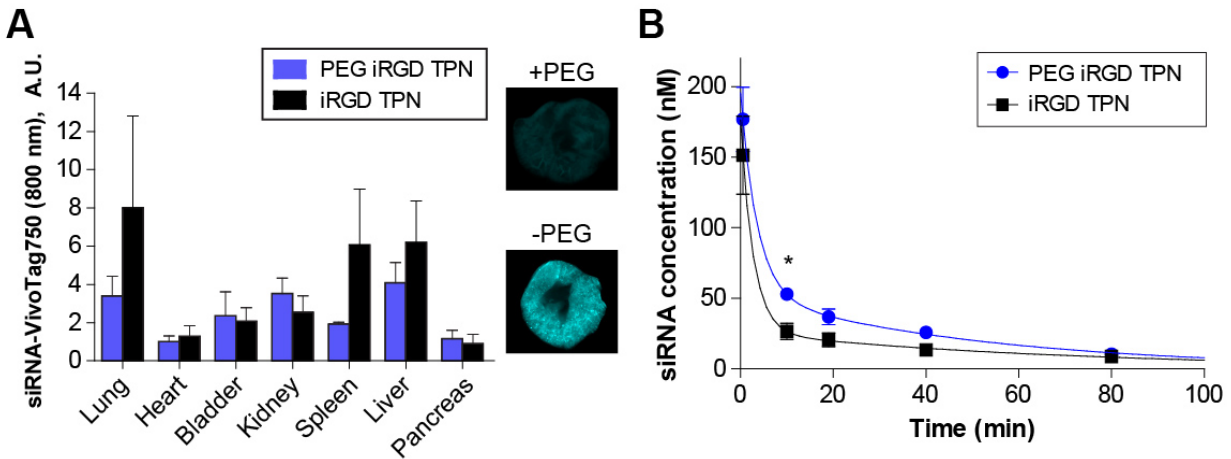 A
siRNA-VivoTag750 (800 nm), A.U.
14
12
10
8
6
4
2
0
PEG iRGD TPN
iRGD TPN
Lung
Heart
Bladder
Kidney
Spleen
Liver
Pancreas
+PEG
-PEG
B
siRNA concentration (nM)
200
150
100
50
0
*
PEG iRGD TPN
iRGD TPN
0 20 40 60 80 100
Time (min)